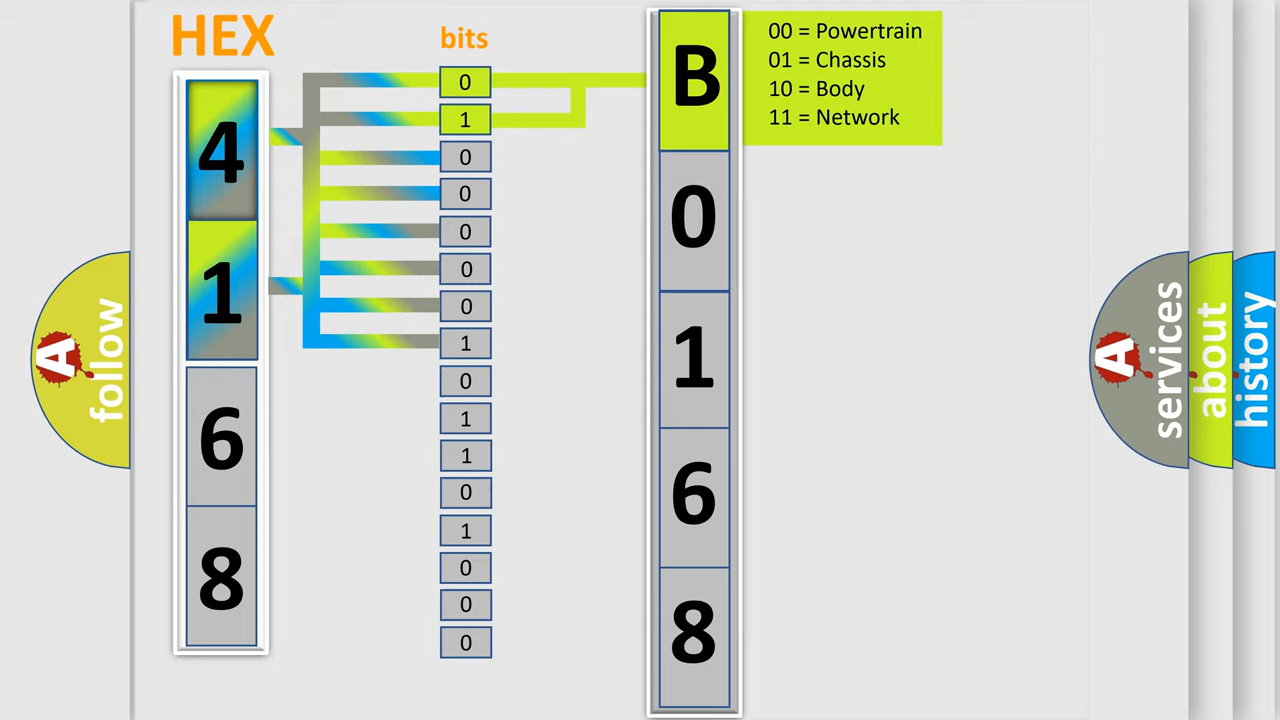 HEX
bits
4
1
6
8
0
1
0
0
0
0
0
1
0
1
1
0
1
0
0
0
B
0
1
6
8
00 = Powertrain
01 = Chassis
10 = Body
11 = Network
A
follow
A
services
about
history